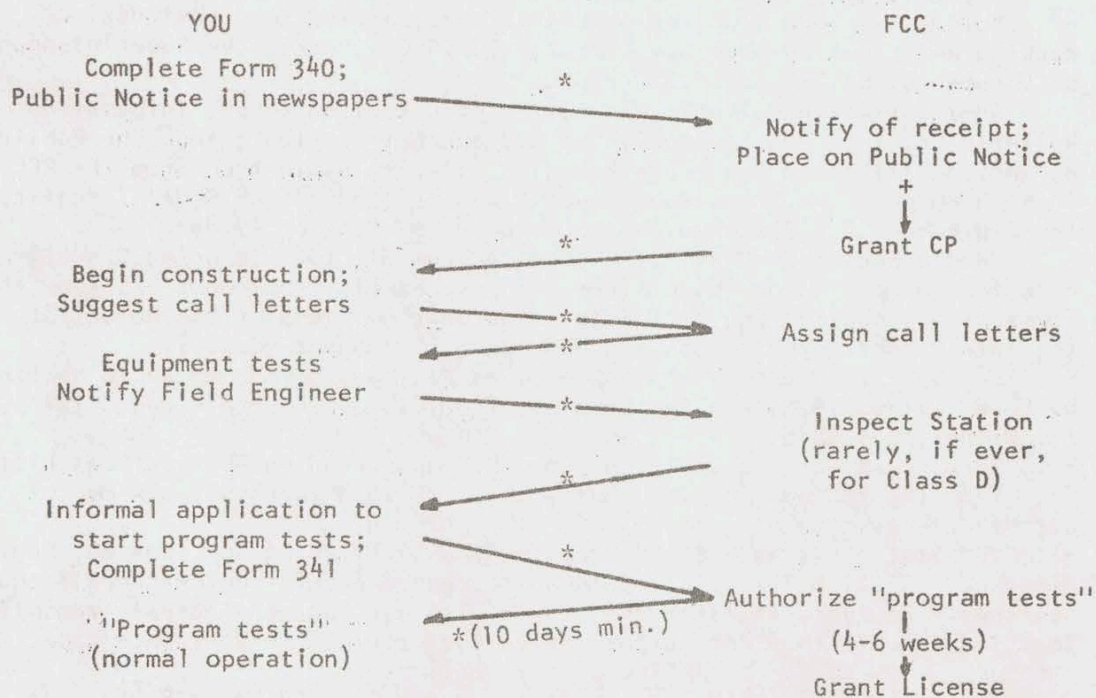 YOU
FCC
Complete Form 340;
Public Notice in newspapers
*
Notify of receipt;
Place on Public Notice
+
Grant CP
*
Begin construction;
Suggest call letters
*
Assign call letters
*
Equipment tests
Notify Field Engineer
*
Inspect Station
(rarely, if ever,
for Class D)
*
Informal application to
start program tests;
Complete Form 341
*
Authorize "program tests"
*(10 days min.)
"Program tests"
(normal operation)
(4-6 weeks)
Grant License